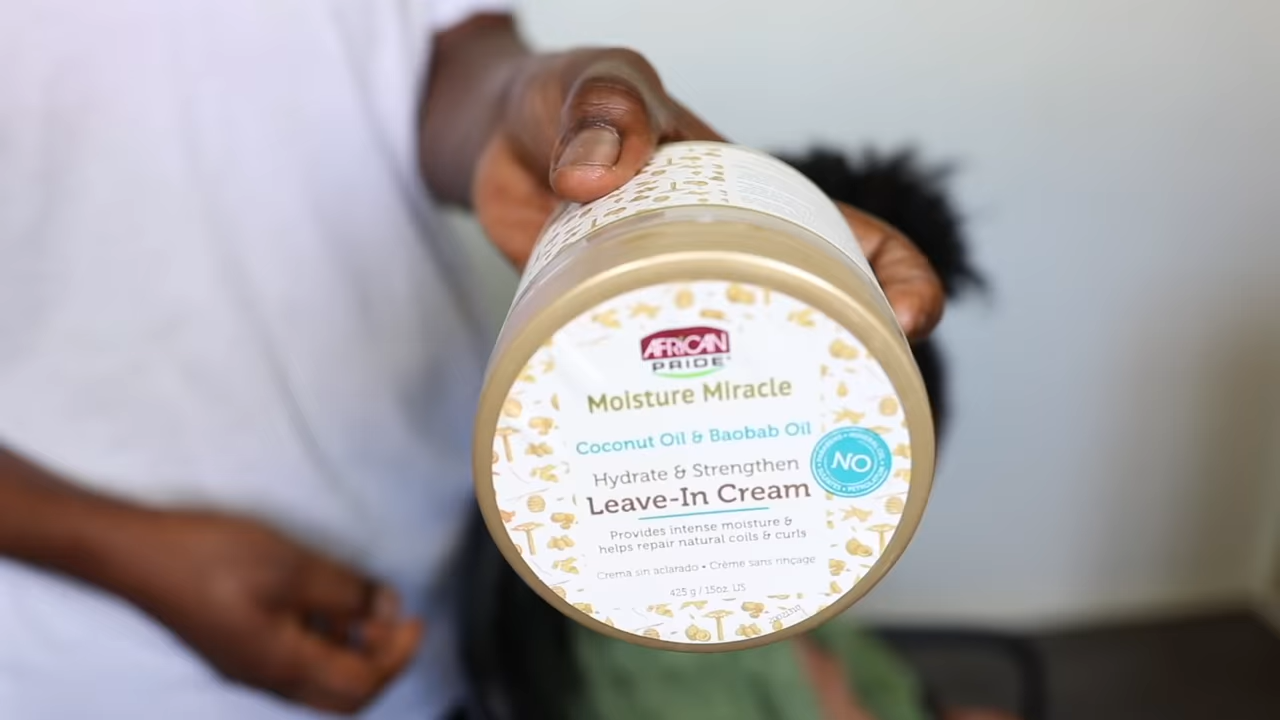 AFRICAN
PRIDE
Moisture Miracle
Coconut Oil & Baobab Oil
Hydrate & Strengthen
Leave-In Cream
NO
Provides intense moisture &
helps repair natural coils & curls
Crema sin aclarado • Crème sans rinçage
425 g / 15oz. US